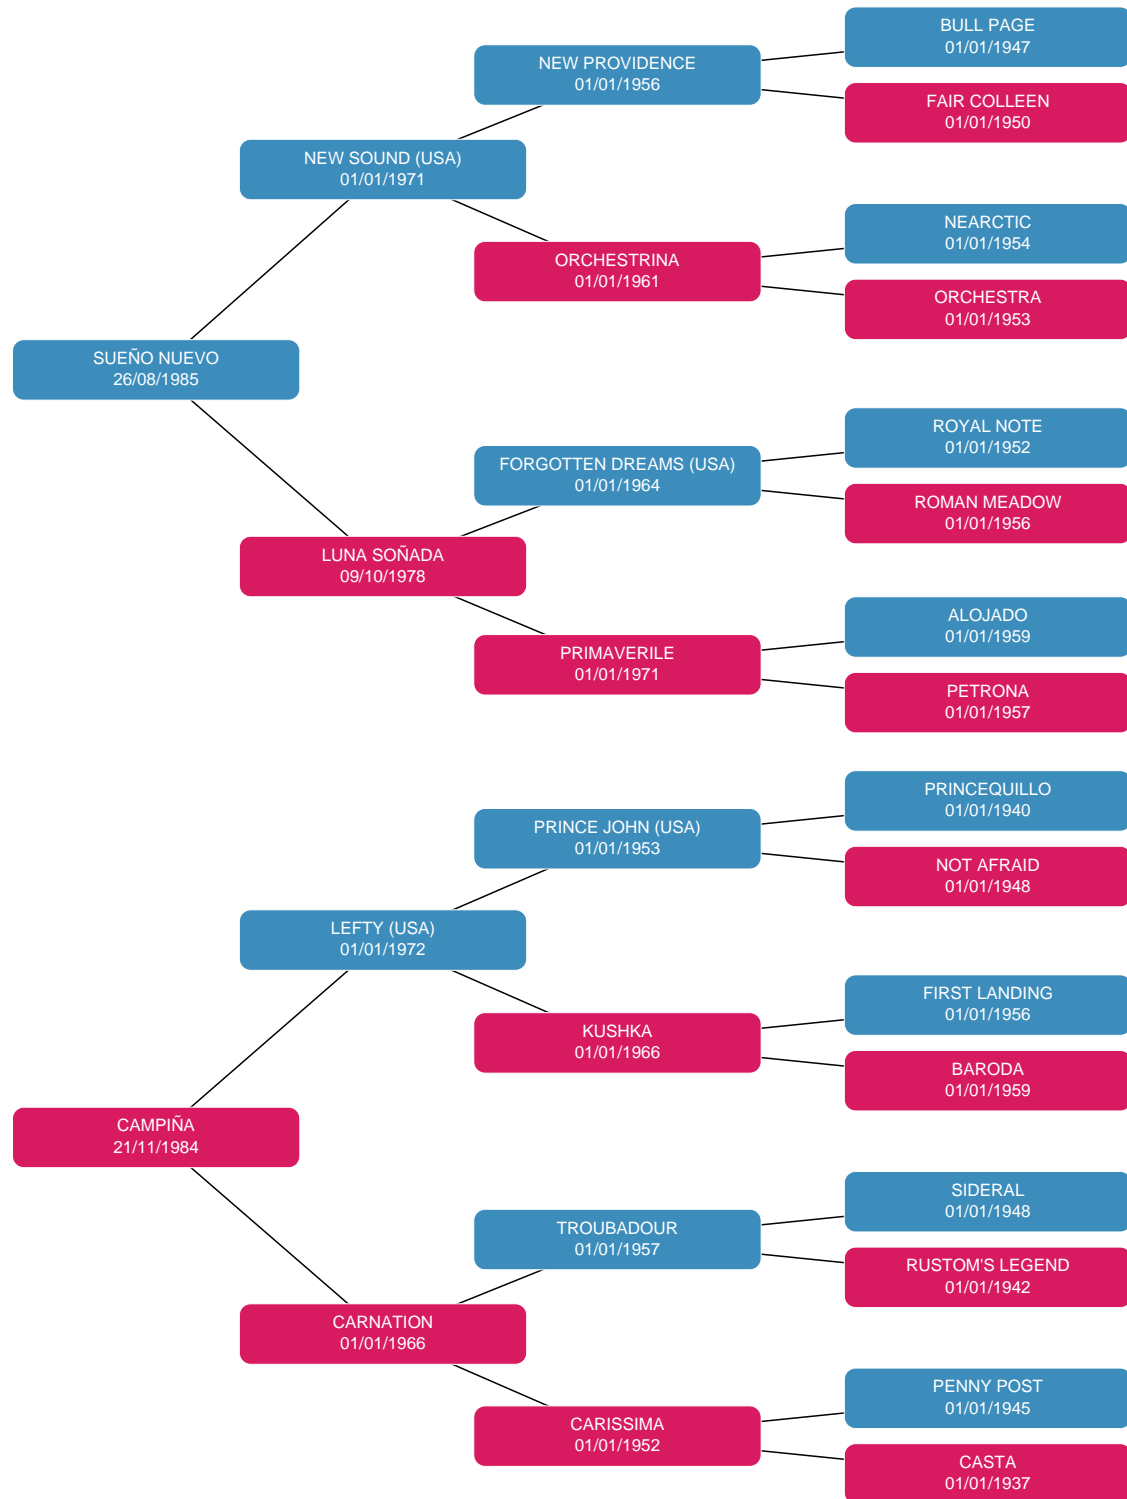 BULL PAGE
01/01/1947
NEW PROVIDENCE
01/01/1956
FAIR COLLEEN
01/01/1950
NEW SOUND (USA)
01/01/1971
NEARCTIC
01/01/1954
ORCHESTRINA
01/01/1961
ORCHESTRA
01/01/1953
SUEÑO NUEVO
26/08/1985
ROYAL NOTE
01/01/1952
FORGOTTEN DREAMS (USA)
01/01/1964
ROMAN MEADOW
01/01/1956
LUNA SOÑADA
09/10/1978
ALOJADO
01/01/1959
PRIMAVERILE
01/01/1971
PETRONA
01/01/1957
PRINCEQUILLO
01/01/1940
PRINCE JOHN (USA)
01/01/1953
NOT AFRAID
01/01/1948
LEFTY (USA)
01/01/1972
FIRST LANDING
01/01/1956
KUSHKA
01/01/1966
BARODA
01/01/1959
CAMPIÑA
21/11/1984
SIDERAL
01/01/1948
TROUBADOUR
01/01/1957
RUSTOM'S LEGEND
01/01/1942
CARNATION
01/01/1966
PENNY POST
01/01/1945
CARISSIMA
01/01/1952
CASTA
01/01/1937